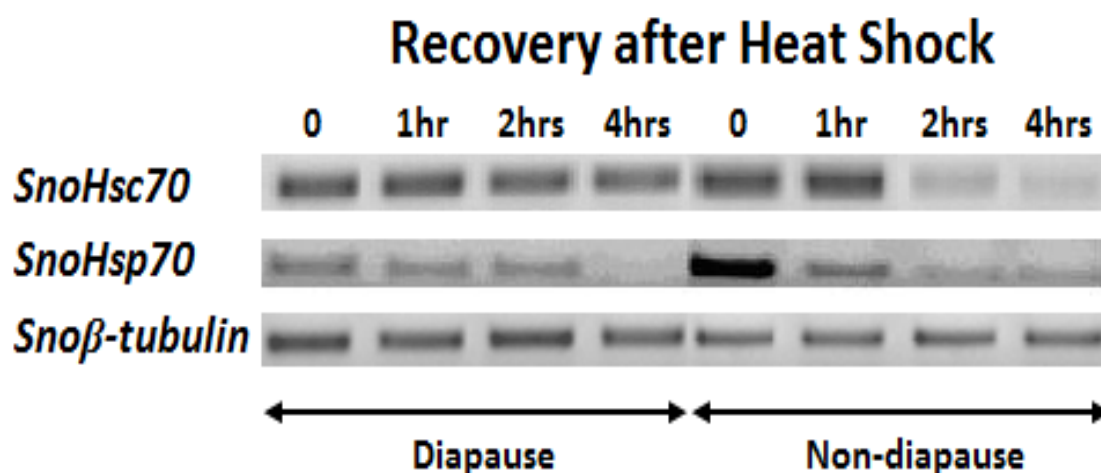 Recovery after Heat Shock
0 1hr 2hrs 4hrs 0 1hr 2hrs 4hrs
SnoHsc70
SnoHsp70
Snoβ-tubulin
Diapause Non-diapause